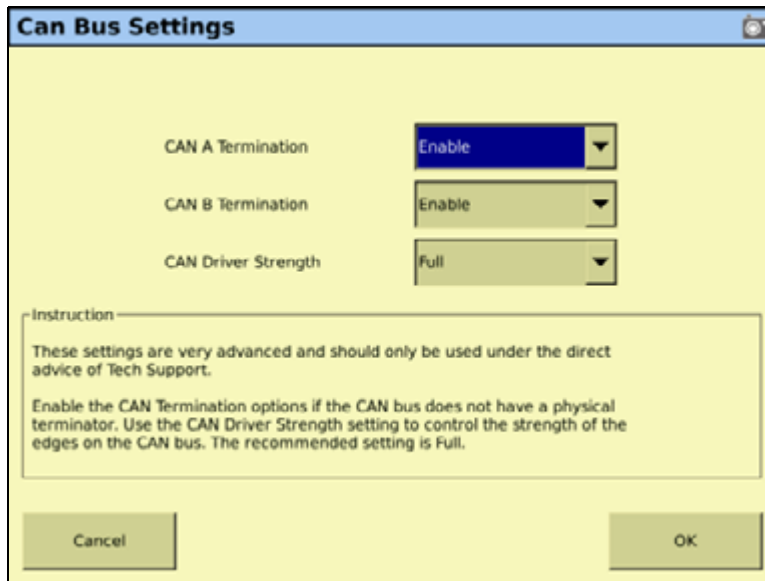 Can Bus Settings
CAN A Termination Enable
CAN B Termination Enable
CAN Driver Strength Full
Instruction
These settings are very advanced and should only be used under the direct
advice of Tech Support.
Enable the CAN Termination options if the CAN bus does not have a physical
terminator. Use the CAN Driver Strength setting to control the strength of the
edges on the CAN bus. The recommended setting is Full.
Cancel OK